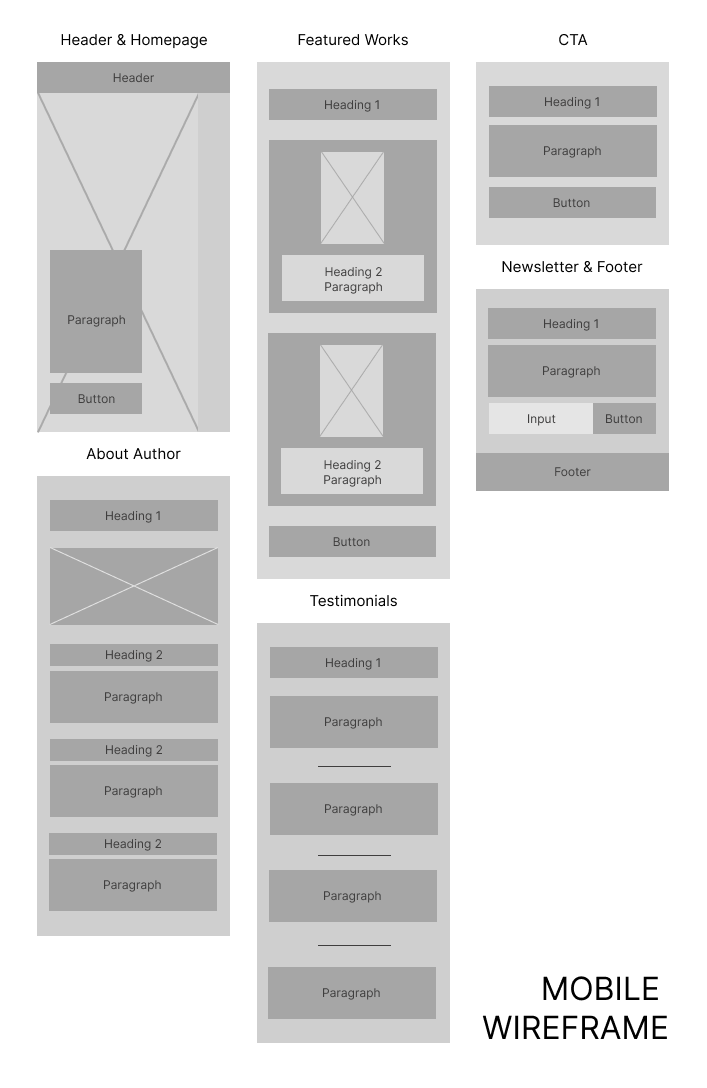 Header & Homepage
Header
Paragraph
Button
About Author
Heading 1
Heading 2
Paragraph
Heading 2
Paragraph
Heading 2
Paragraph
Featured Works
Heading 1
Heading 2
Paragraph
Heading 2
Paragraph
Button
Testimonials
Heading 1
Paragraph
Paragraph
Paragraph
Paragraph
CTA
Heading 1
Paragraph
Button
Newsletter & Footer
Heading 1
Paragraph
Input
Button
Footer
MOBILE
WIREFRAME